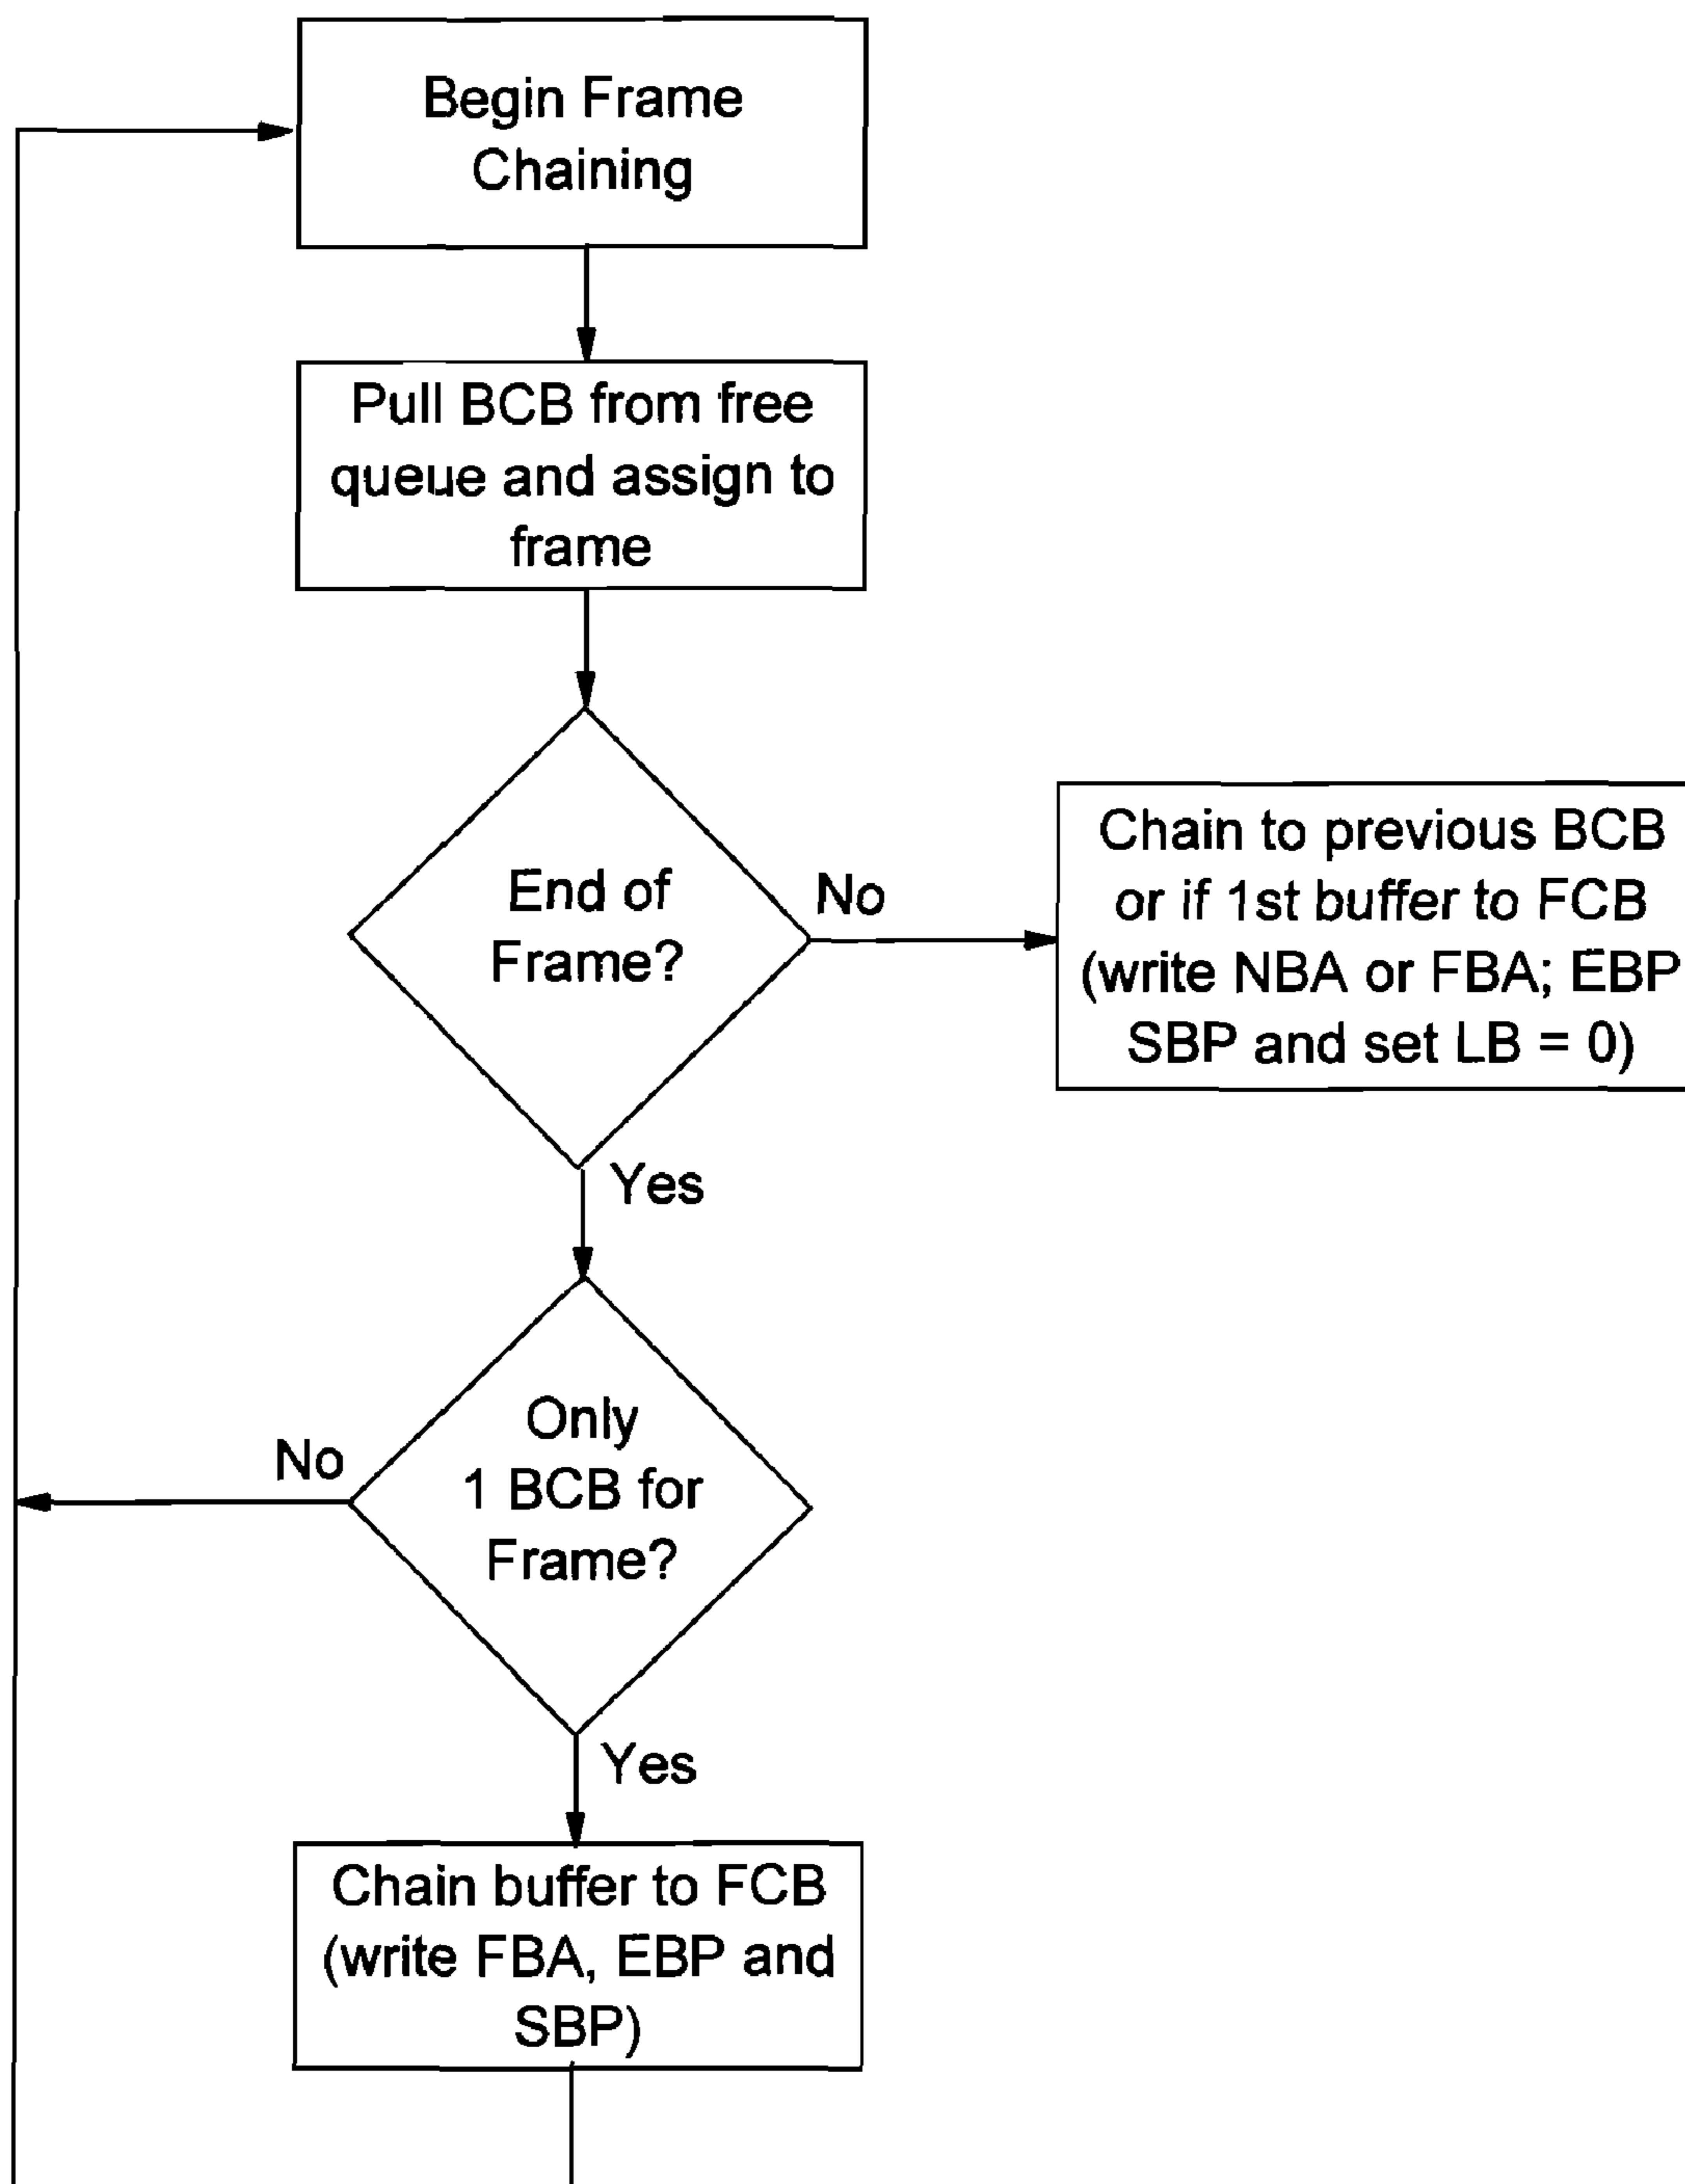 Begin Frame
Chaining
Pull BCB from free
queue and assign to
frame
End of
Frame?
No
Chain to previous BCB
or if 1st buffer to FCB
(write NBA or FBA; EBP
SBP and set LB = 0)
Yes
Only
1 BCB for
Frame?
No
Yes
Chain buffer to FCB
(write FBA, EBP and
SBP)